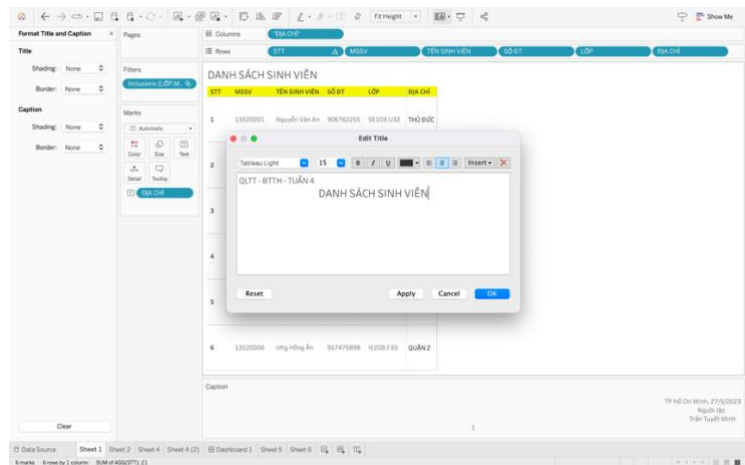 Fit Height
Show Me
Format Title and Caption ×
Title
Shading: None
Border: None
Caption
Shading: None
Border: None
Clear
Pages
Filters
Inclusions (LỚP,M..
Marks
Automatic
Color Size Text
Detail Tooltip
ĐỊA CHỈ
Columns "ĐỊA CHỈ"
Rows STT MSSV TÊN SINH VIÊN SỐ ĐT LỚP ĐỊA CHỈ
DANH SÁCH SINH VIÊN
STT MSSV TÊN SINH VIÊN SỐ ĐT LỚP ĐỊA CHỈ
1 13520001 Nguyễn Văn An 906762255 SE103.U32 THỦ ĐỨC
2
3
4
5
6 13520006 Ưng Hồng Ân 957475898 IE208.F33 QUẬN 2
Edit Title
Tableau Light 15 B I U Insert ×
QLTT - BTTH - TUẦN 4
DANH SÁCH SINH VIÊN
Reset Apply Cancel OK
Caption
TP Hồ Chí Minh, 27/5/2023
Người lập
Trần Tuyết Minh
1
Data Source Sheet 1 Sheet 2 Sheet 4 Sheet 4 (2) Dashboard 1 Sheet 5 Sheet 6
6 marks 6 rows by 1 column SUM of AGG(STT): 21